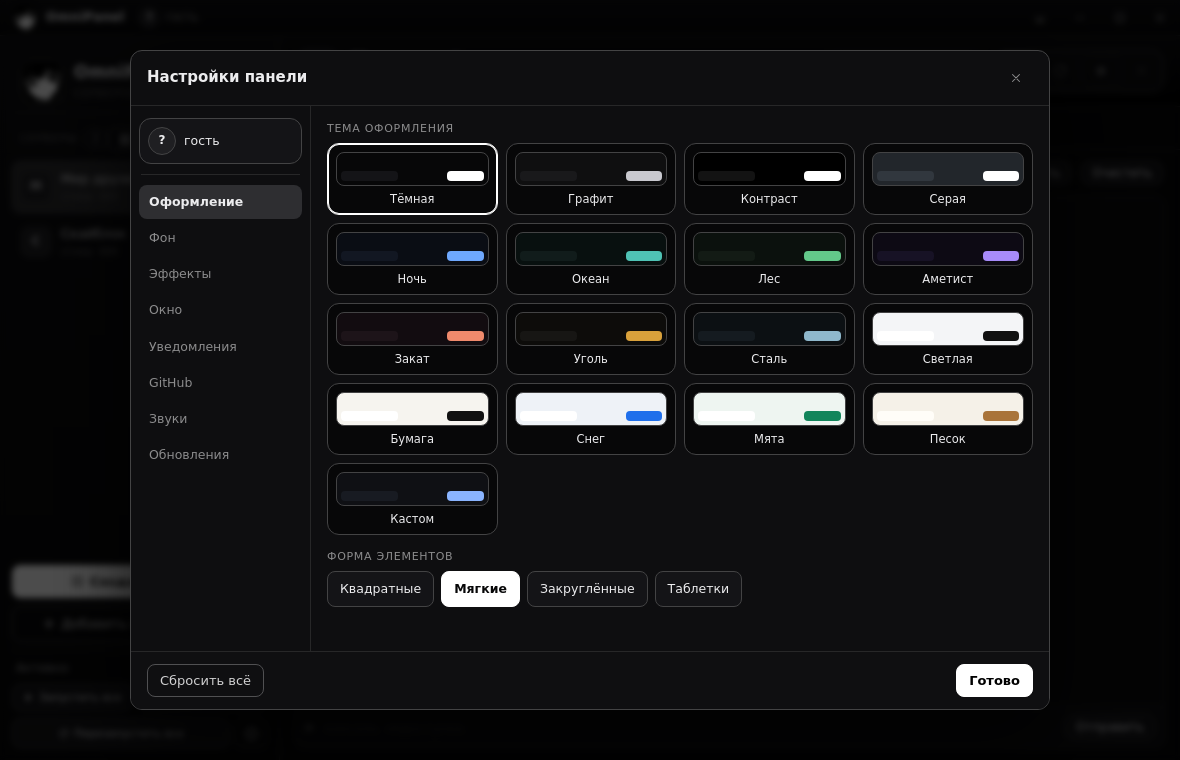 OmniPanel
Настройки панели
×
? гость
Оформление
Фон
Эффекты
Окно
Уведомления
GitHub
Звуки
Обновления
ТЕМА ОФОРМЛЕНИЯ
Тёмная
Графит
Контраст
Серая
Ночь
Океан
Лес
Аметист
Закат
Уголь
Сталь
Светлая
Бумага
Снег
Мята
Песок
Кастом
ФОРМА ЭЛЕМЕНТОВ
Квадратные
Мягкие
Закруглённые
Таблетки
Сбросить всё
Готово